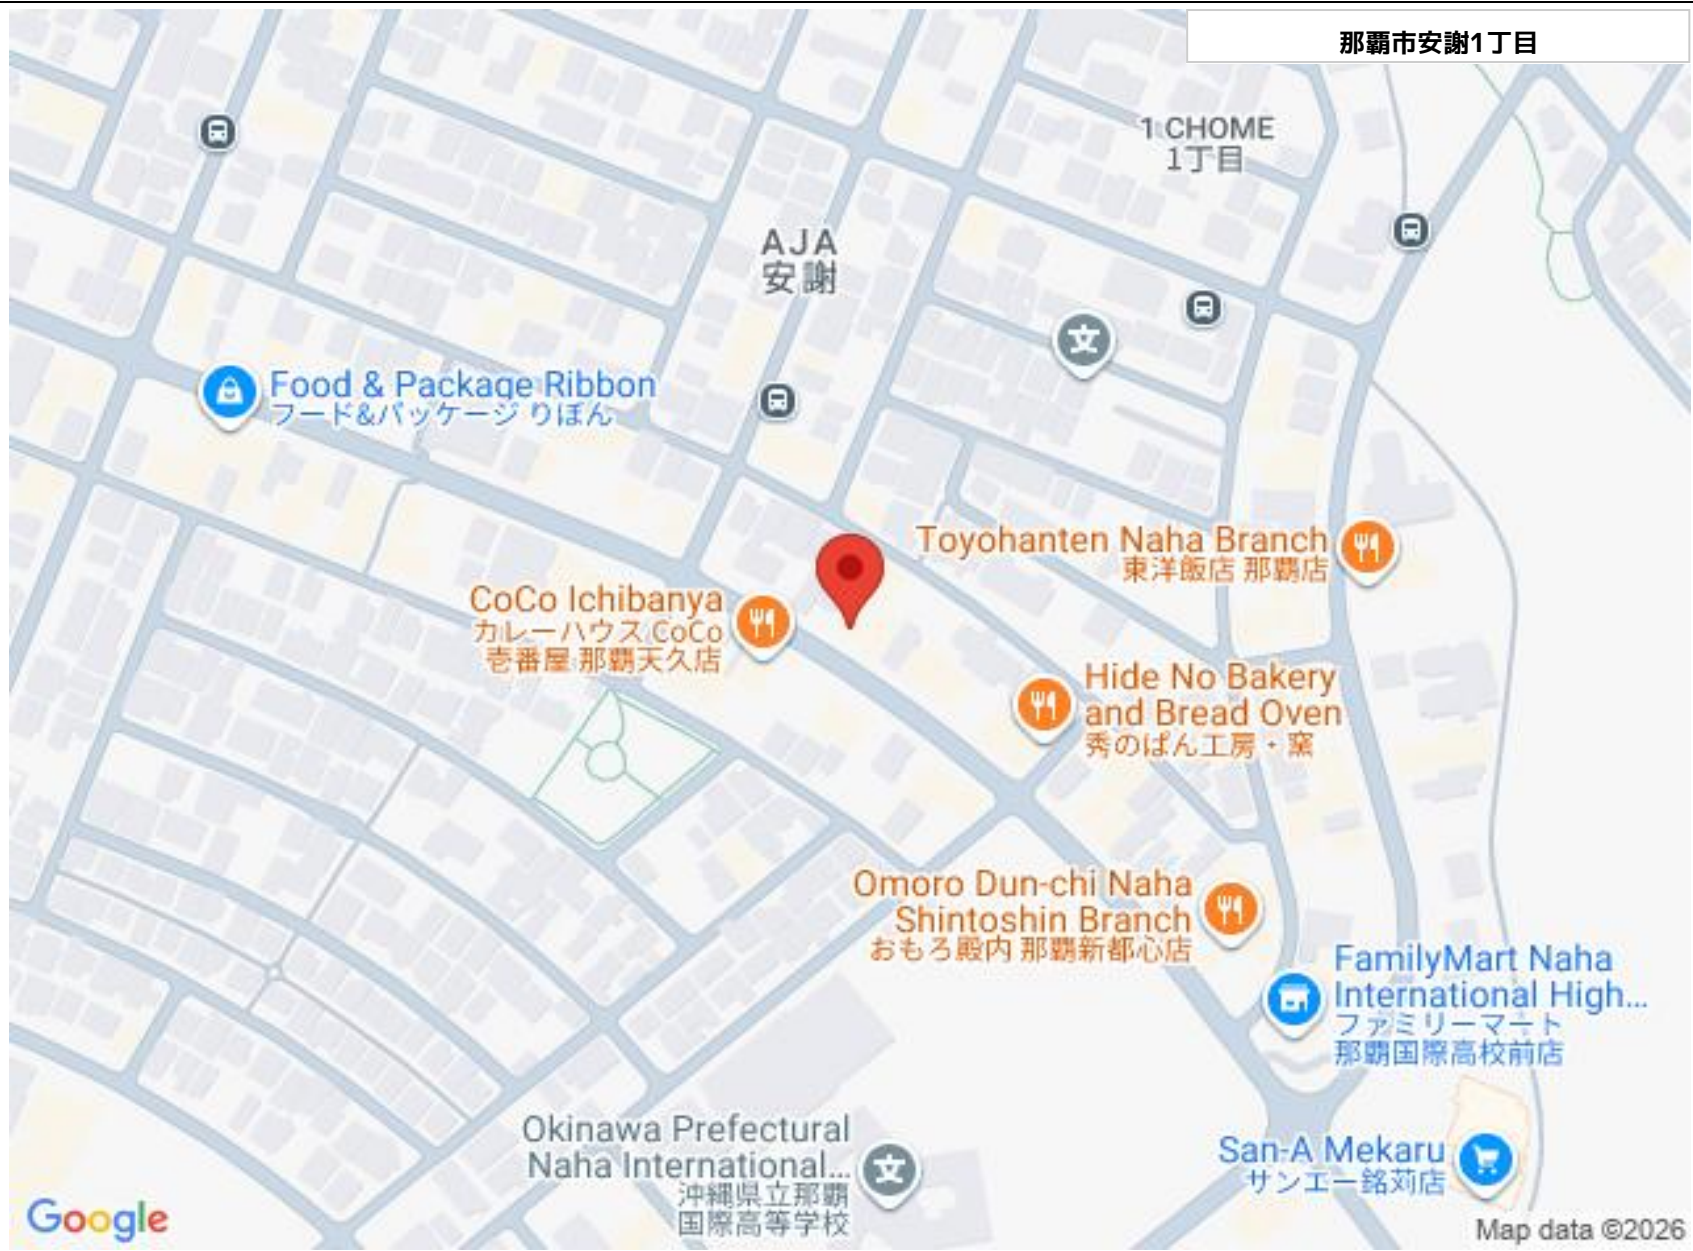 那覇市安謝1丁目
1 CHOME
1丁目
AJA
安謝
Food & Package Ribbon
フード&パッケージ りぼん
Toyohanten Naha Branch
東洋飯店 那覇店
CoCo Ichibanya
カレーハウス CoCo
壱番屋 那覇天久店
Hide No Bakery
and Bread Oven
秀のぱん工房・窯
Omoro Dun-chi Naha
Shintoshin Branch
おもろ殿内 那覇新都心店
FamilyMart Naha
International High...
ファミリーマート
那覇国際高校前店
Okinawa Prefectural
Naha International...
沖縄県立那覇
国際高等学校
San-A Mekaru
サンエー銘苅店
文
文
Google
Map data ©2026